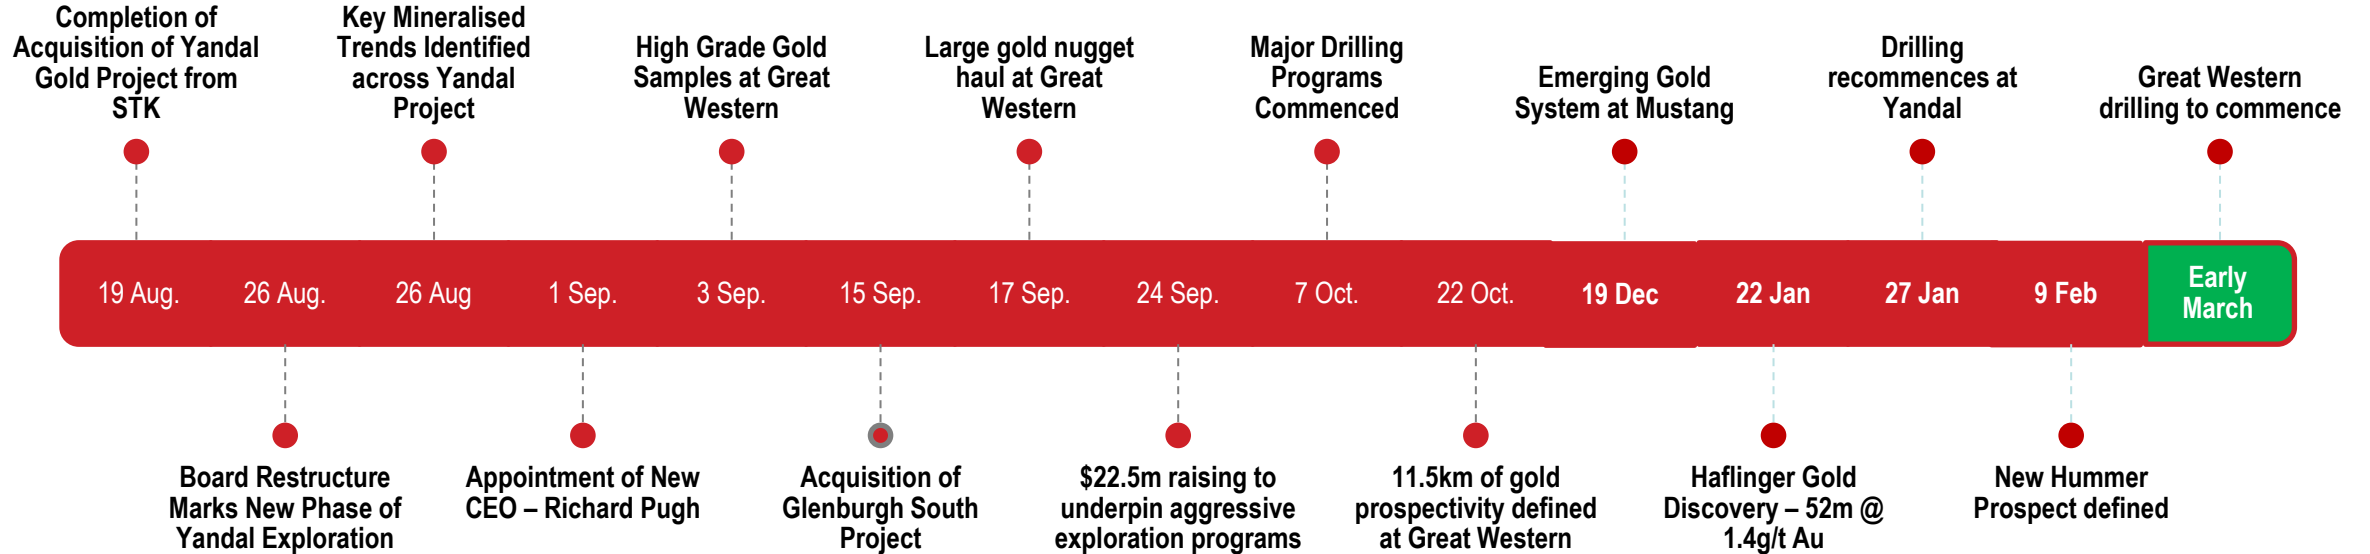 Completion of
Acquisition of Yandal
Gold Project from
STK
Key Mineralised
Trends Identified
across Yandal
Project
High Grade Gold
Samples at Great
Western
Large gold nugget
haul at Great
Western
Major Drilling
Programs
Commenced
Emerging Gold
System at Mustang
Drilling
recommences at
Yandal
Great Western
drilling to commence
19 Aug.
26 Aug.
26 Aug
1 Sep.
3 Sep.
15 Sep.
17 Sep.
24 Sep.
7 Oct.
22 Oct.
19 Dec
22 Jan
27 Jan
9 Feb
Early
March
Board Restructure
Marks New Phase of
Yandal Exploration
Appointment of New
CEO – Richard Pugh
Acquisition of
Glenburgh South
Project
$22.5m raising to
underpin aggressive
exploration programs
11.5km of gold
prospectivity defined
at Great Western
Haflinger Gold
Discovery – 52m @
1.4g/t Au
New Hummer
Prospect defined